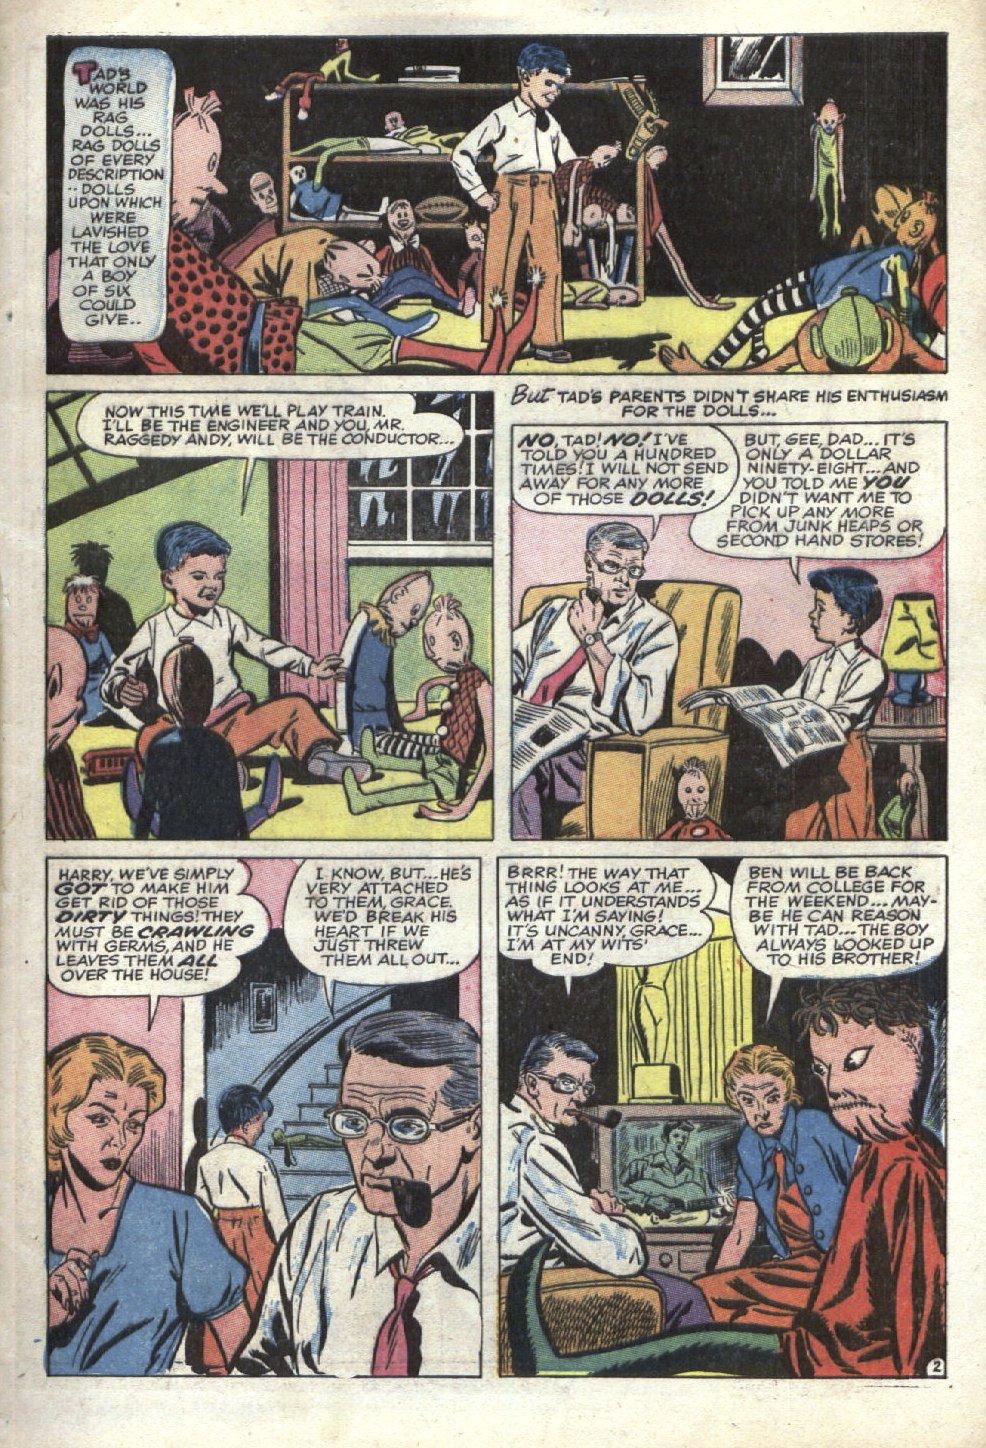 TAD'S
WORLD
WAS HIS
RAG
DOLLS...
RAG DOLLS
OF EVERY
DESCRIPTION
..DOLLS
UPON WHICH
WERE
LAVISHED
THE LOVE
THAT ONLY
A BOY
OF SIX
COULD
GIVE..
NOW THIS TIME WE'LL PLAY TRAIN.
I'LL BE THE ENGINEER AND YOU, MR.
RAGGEDY ANDY, WILL BE THE CONDUCTOR...
But TAD'S PARENTS DIDN'T SHARE HIS ENTHUSIASM
FOR THE DOLLS...
NO, TAD! NO! I'VE
TOLD YOU A HUNDRED
TIMES! I WILL NOT SEND
AWAY FOR ANY MORE
OF THOSE DOLLS!
BUT, GEE, DAD... IT'S
ONLY A DOLLAR
NINETY-EIGHT...AND
YOU TOLD ME YOU
DIDN'T WANT ME TO
PICK UP ANY MORE
FROM JUNK HEAPS OR
SECOND HAND STORES!
HARRY, WE'VE SIMPLY
GOT TO MAKE HIM
GET RID OF THOSE
DIRTY THINGS! THEY
MUST BE CRAWLING
WITH GERMS, AND HE
LEAVES THEM ALL
OVER THE HOUSE!
I KNOW, BUT...HE'S
VERY ATTACHED
TO THEM, GRACE.
WE'D BREAK HIS
HEART IF WE
JUST THREW
THEM ALL OUT...
BRRR! THE WAY THAT
THING LOOKS AT ME...
AS IF IT UNDERSTANDS
WHAT I'M SAYING!
IT'S UNCANNY, GRACE...
I'M AT MY WITS'
END!
BEN WILL BE BACK
FROM COLLEGE FOR
THE WEEKEND... MAY-
BE HE CAN REASON
WITH TAD...THE BOY
ALWAYS LOOKED UP
TO HIS BROTHER!
2